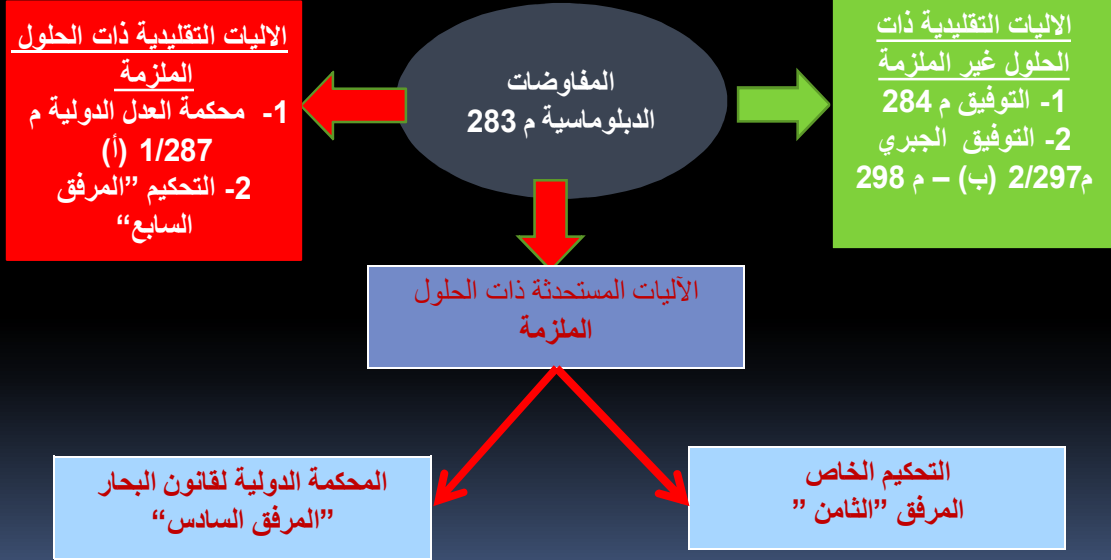 الاليات التقليدية ذات
الحلول غير الملزمة
1- التوفيق م 284
2- التوفيق الجبري
م2/297 (ب) – م 298
المفاوضات
الدبلوماسية م 283
الاليات التقليدية ذات الحلول
الملزمة
1- محكمة العدل الدولية م
1/287 (أ)
2- التحكيم ”المرفق
السابع“
الآليات المستحدثة ذات الحلول
الملزمة
التحكيم الخاص
المرفق ”الثامن ”
المحكمة الدولية لقانون البحار
”المرفق السادس“